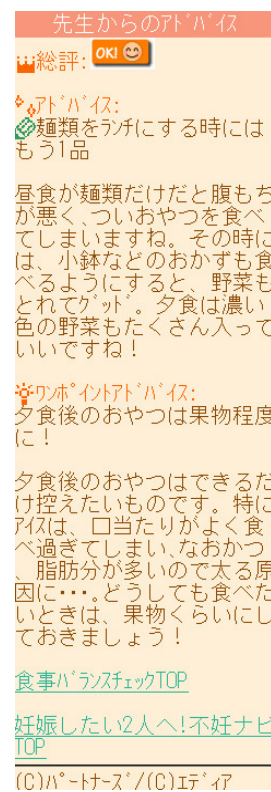 先生からのｱﾄﾞﾊﾞｲｽ
総評: OK!
ｱﾄﾞﾊﾞｲｽ:
麺類をﾗﾝﾁにする時には
もう1品
昼食が麺類だけだと腹もち
が悪く､ついおやつを食べ
てしまいますね。その時に
は、小鉢などのおかずも食
べるようにすると、野菜も
とれてｸﾞｯﾄﾞ。夕食は濃い
色の野菜もたくさん入って
いいですね！
ﾜﾝﾎﾟｲﾝﾄｱﾄﾞﾊﾞｲｽ:
夕食後のおやつは果物程度
に！
夕食後のおやつはできるだ
け控えたいものです。特に
ｱｲｽは、口当たりがよく食
べ過ぎてしまい､なおかつ
、脂肪分が多いので太る原
因に･･･｡どうしても食べた
いときは、果物くらいにし
ておきましょう！
食事ﾊﾞﾗﾝｽﾁｪｯｸTOP
妊娠したい2人へ!不妊ナビ
TOP
(C)ﾊﾟｰﾄﾅｰｽﾞ/(C)ｴﾃﾞｨｱ